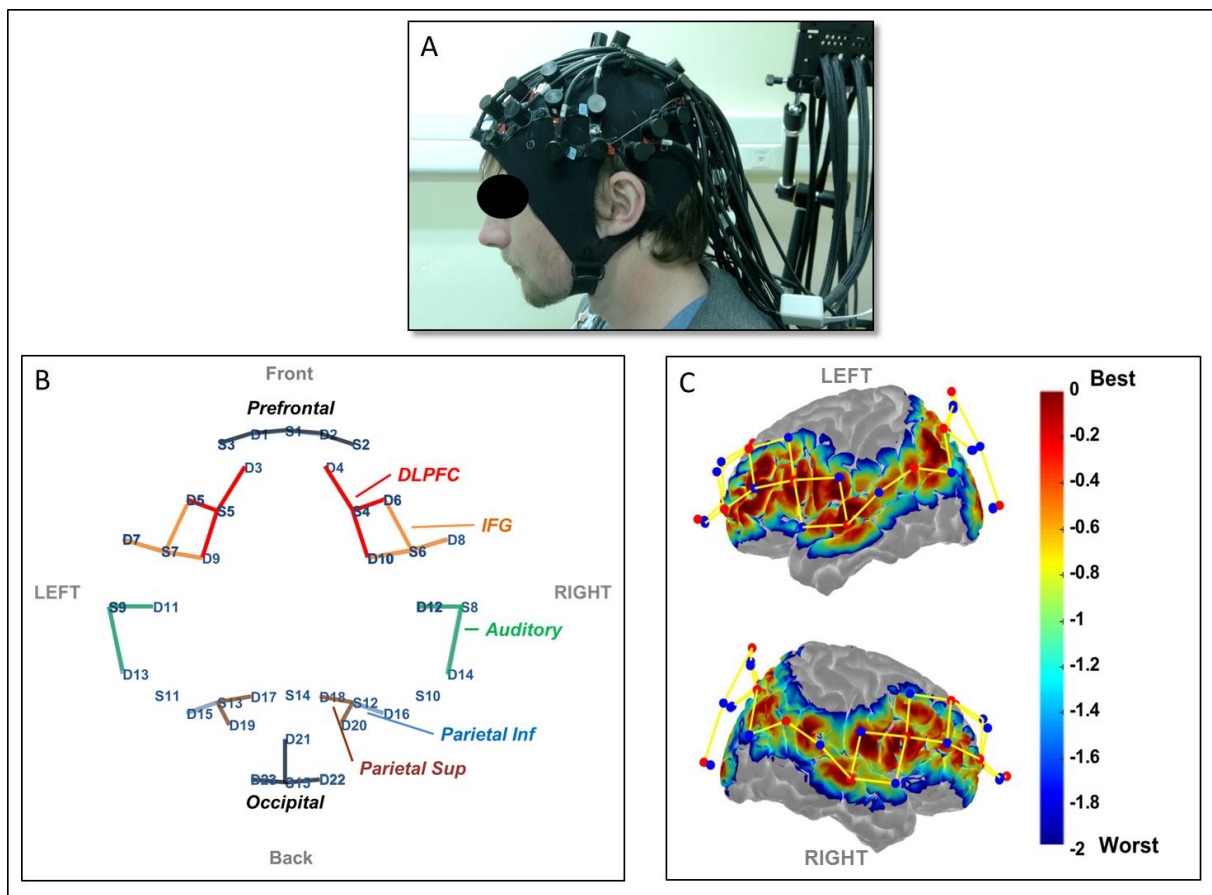 A
B
Front
Prefrontal
S3 D1 S1 D2 S2
D3 D4
DLPFC
D5 S5 S4 D6
IFG
D7 S7 D9 D10 S6 D8
LEFT RIGHT
S9 D11 D12 S8
Auditory
D13 D14
S11 D17 S14 D18 S10
D15 S13 S12 D16
D19 D20
Parietal Inf
D21
Parietal Sup
D23 S15 D22
Occipital
Back
C
LEFT
0 Best
-0.2
-0.4
-0.6
-0.8
-1
-1.2
-1.4
-1.6
-1.8
-2 Worst
RIGHT